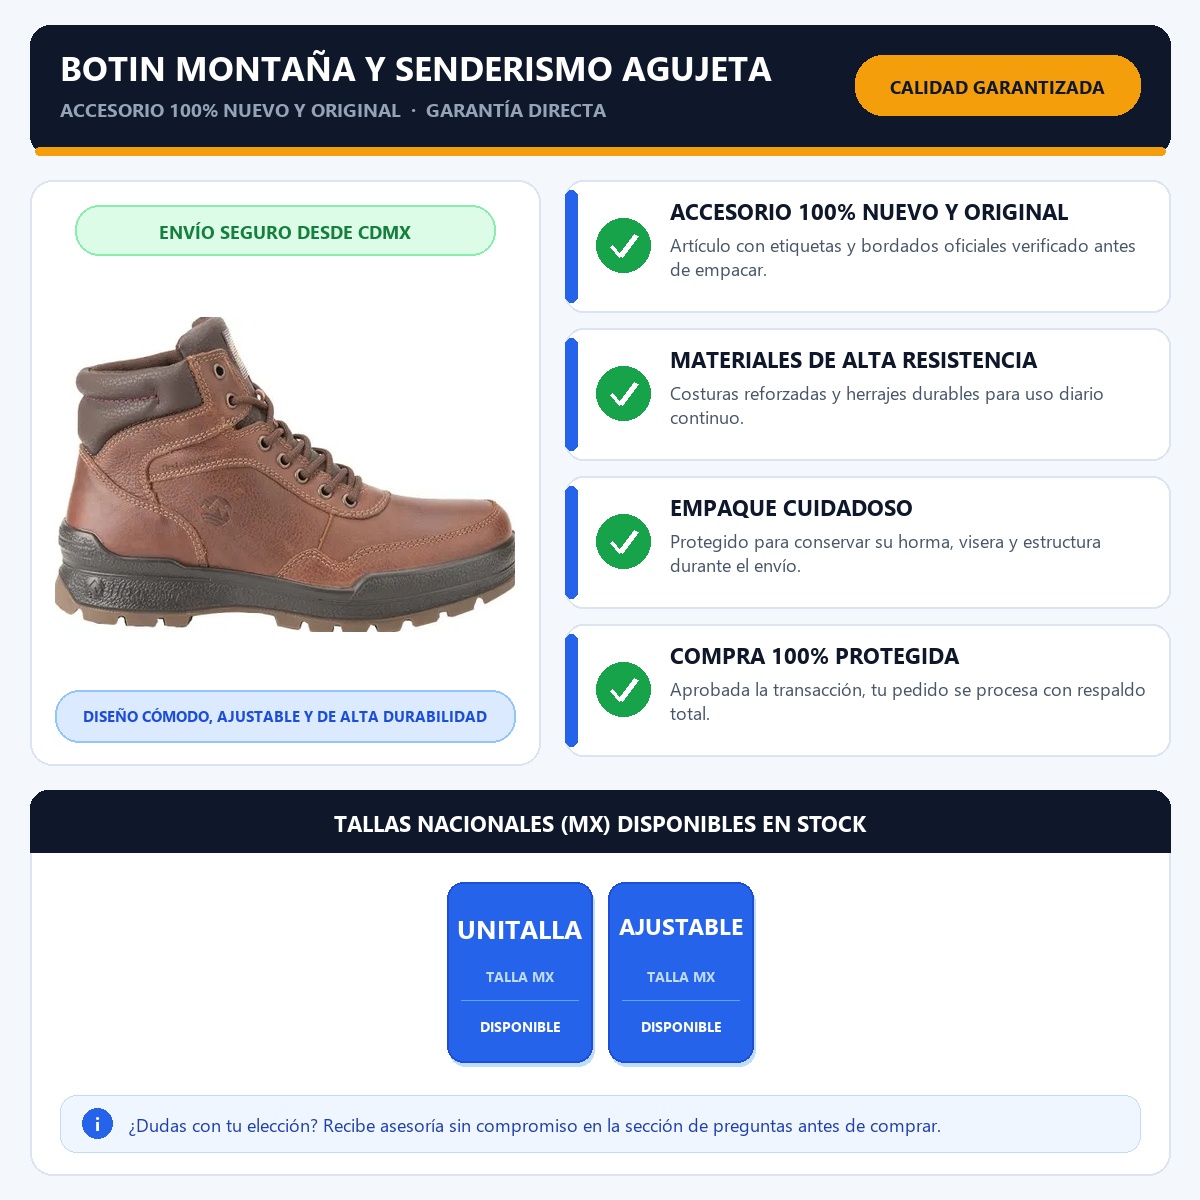 BOTIN MONTAÑA Y SENDERISMO AGUJETA
ACCESORIO 100% NUEVO Y ORIGINAL · GARANTÍA DIRECTA
CALIDAD GARANTIZADA
ENVÍO SEGURO DESDE CDMX
DISEÑO CÓMODO, AJUSTABLE Y DE ALTA DURABILIDAD
ACCESORIO 100% NUEVO Y ORIGINAL
Artículo con etiquetas y bordados oficiales verificado antes
de empacar.
MATERIALES DE ALTA RESISTENCIA
Costuras reforzadas y herrajes durables para uso diario
continuo.
EMPAQUE CUIDADOSO
Protegido para conservar su horma, visera y estructura
durante el envío.
COMPRA 100% PROTEGIDA
Aprobada la transacción, tu pedido se procesa con respaldo
total.
TALLAS NACIONALES (MX) DISPONIBLES EN STOCK
UNITALLA
TALLA MX
DISPONIBLE
AJUSTABLE
TALLA MX
DISPONIBLE
¿Dudas con tu elección? Recibe asesoría sin compromiso en la sección de preguntas antes de comprar.